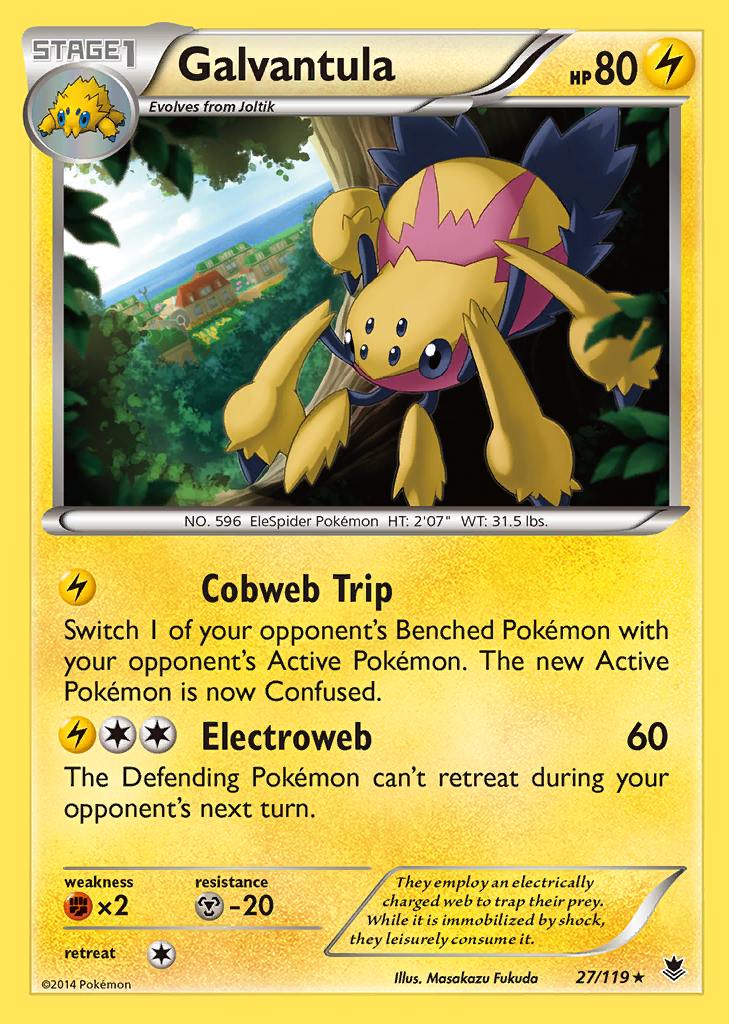 STAGE1
Galvantula
HP 80
Evolves from Joltik
NO. 596 EleSpider Pokémon HT: 2'07" WT: 31.5 lbs.
Cobweb Trip
Switch 1 of your opponent's Benched Pokémon with
your opponent's Active Pokémon. The new Active
Pokémon is now Confused.
Electroweb 60
The Defending Pokémon can't retreat during your
opponent's next turn.
weakness
×2
resistance
-20
retreat
They employ an electrically
charged web to trap their prey.
While it is immobilized by shock,
they leisurely consume it.
©2014 Pokémon
Illus. Masakazu Fukuda
27/119 ★